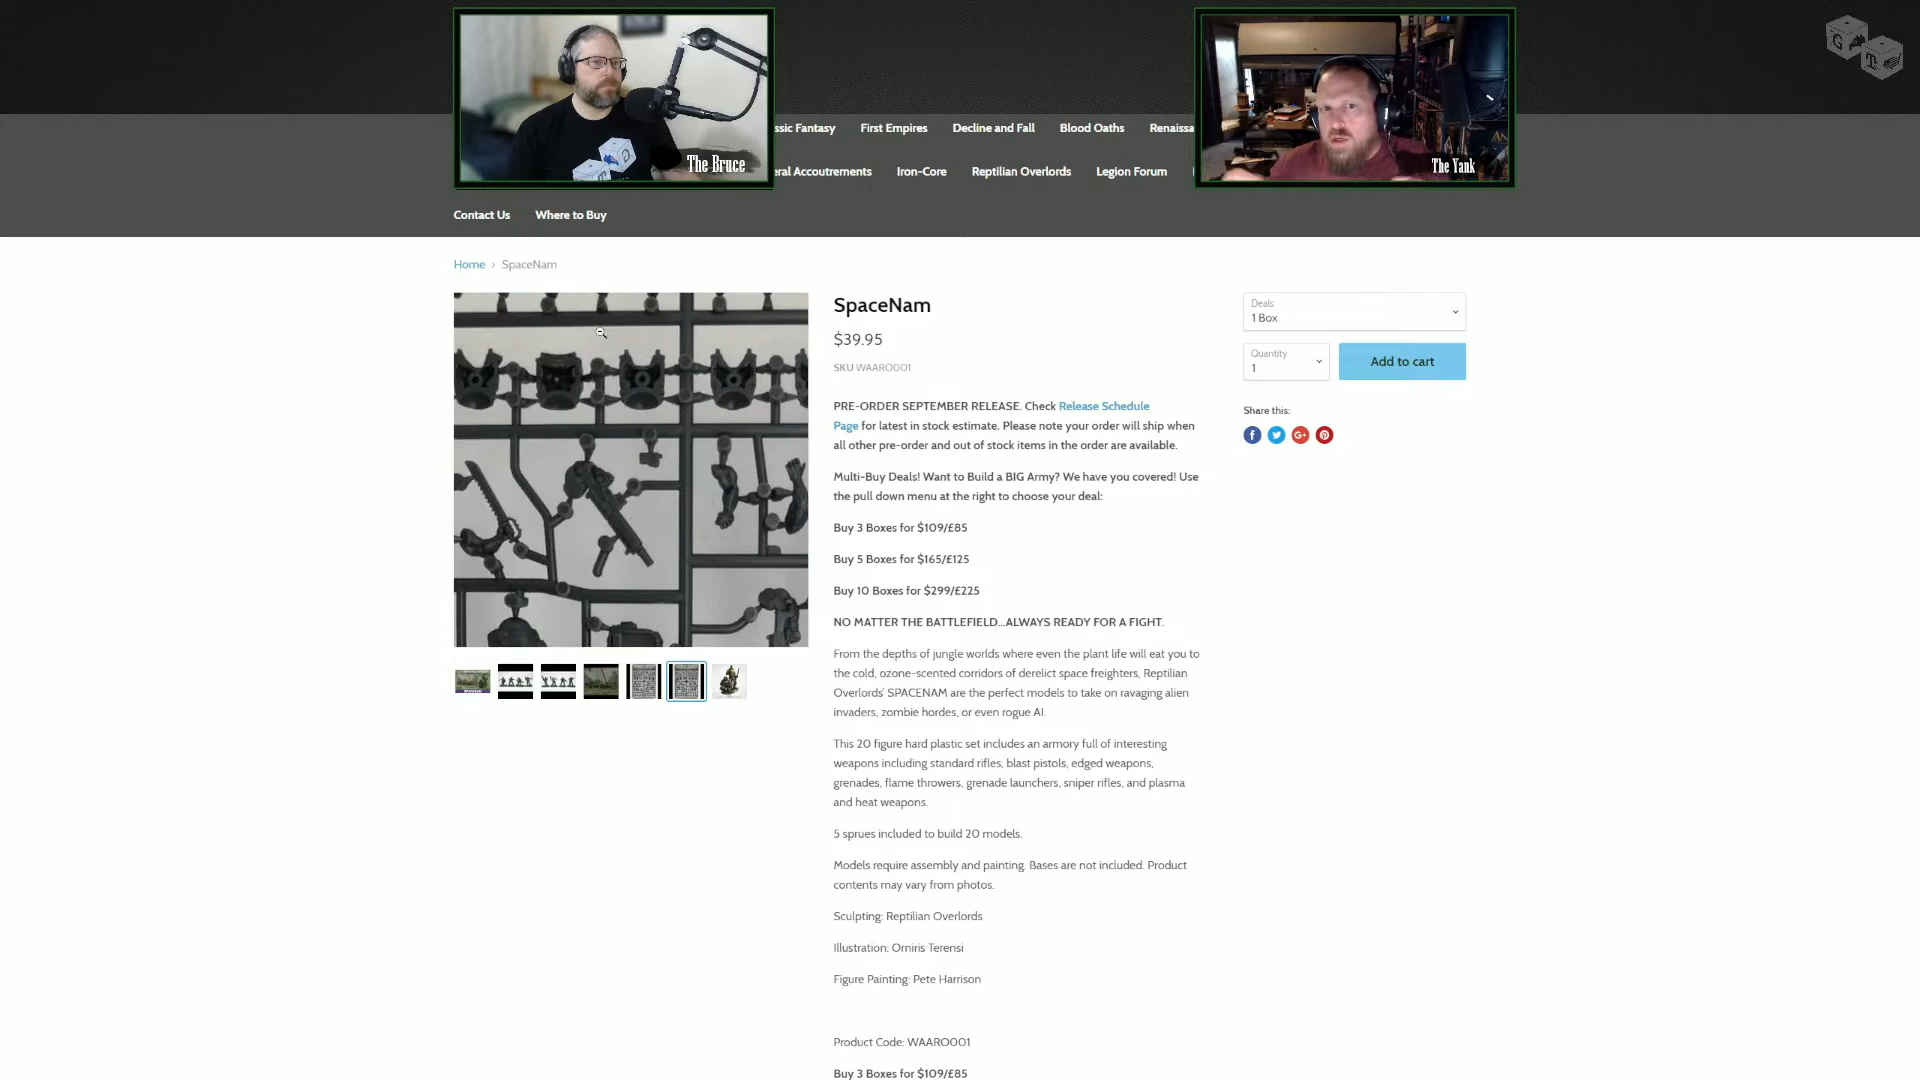 The Bruce
The Yank
G
T
ssic Fantasy First Empires Decline and Fall Blood Oaths Renaissa
eral Accoutrements Iron-Core Reptilian Overlords Legion Forum
Contact Us Where to Buy
Home › SpaceNam
SpaceNam
$39.95
SKU WAARO001
PRE-ORDER SEPTEMBER RELEASE. Check Release Schedule
Page for latest in stock estimate. Please note your order will ship when
all other pre-order and out of stock items in the order are available.
Multi-Buy Deals! Want to Build a BIG Army? We have you covered! Use
the pull down menu at the right to choose your deal:
Buy 3 Boxes for $109/£85
Buy 5 Boxes for $165/£125
Buy 10 Boxes for $299/£225
NO MATTER THE BATTLEFIELD...ALWAYS READY FOR A FIGHT.
From the depths of jungle worlds where even the plant life will eat you to
the cold, ozone-scented corridors of derelict space freighters, Reptilian
Overlords' SPACENAM are the perfect models to take on ravaging alien
invaders, zombie hordes, or even rogue AI.
This 20 figure hard plastic set includes an armory full of interesting
weapons including standard rifles, blast pistols, edged weapons,
grenades, flame throwers, grenade launchers, sniper rifles, and plasma
and heat weapons.
5 sprues included to build 20 models.
Models require assembly and painting. Bases are not included. Product
contents may vary from photos.
Sculpting: Reptilian Overlords
Illustration: Orniris Terensi
Figure Painting: Pete Harrison
Product Code: WAARO001
Buy 3 Boxes for $109/£85
Deals
1 Box
Quantity
1
Add to cart
Share this: